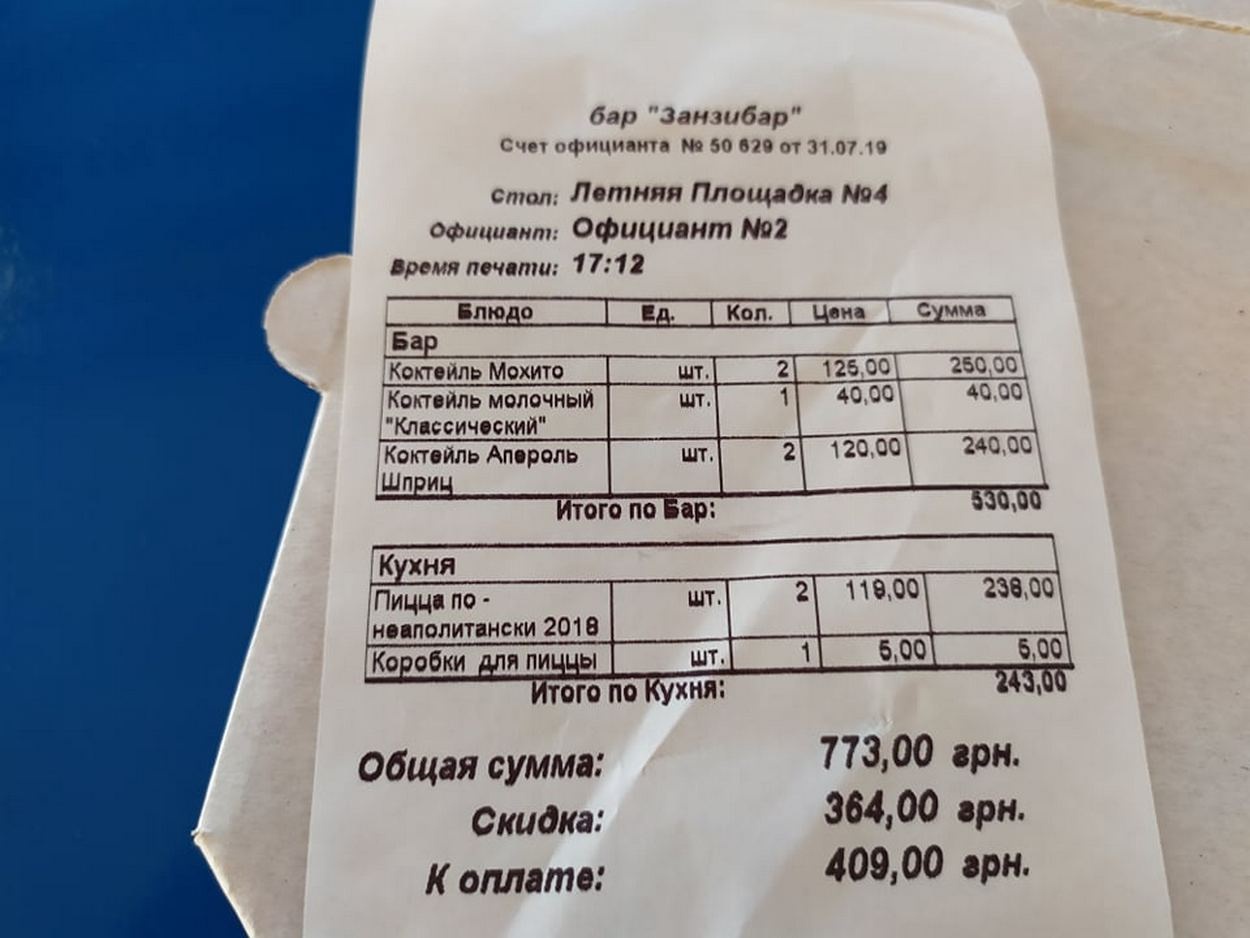 бар "Занзибар"
Счет официанта № 50 629 от 31.07.19
Стол: Летняя Площадка №4
Официант: Официант №2
Время печати: 17:12
Блюдо Ед. Кол. Цена Сумма
Бар
Коктейль Мохито шт. 2 125,00 250,00
Коктейль молочный шт. 1 40,00 40,00
"Классический"
Коктейль Апероль шт. 2 120,00 240,00
Шприц
Итого по Бар: 530,00
Кухня
Пицца по - шт. 2 119,00 238,00
неаполитански 2018
Коробки для пиццы шт. 1 5,00 5,00
Итого по Кухня: 243,00
Общая сумма: 773,00 грн.
Скидка: 364,00 грн.
К оплате: 409,00 грн.